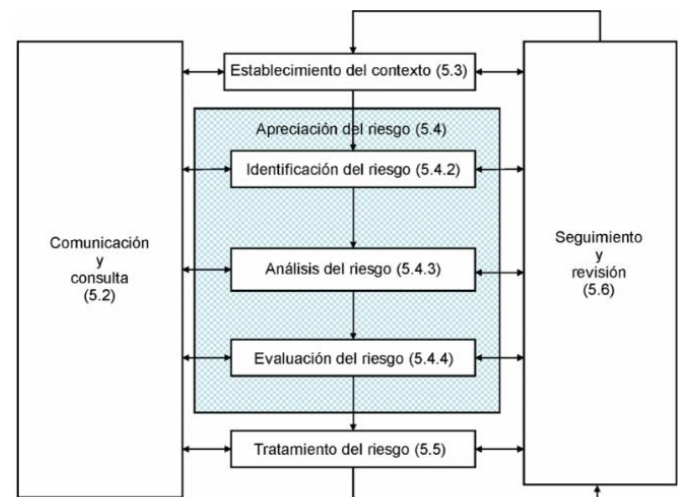 Establecimiento del contexto (5.3)
Apreciación del riesgo (5.4)
Identificación del riesgo (5.4.2)
Comunicación
y
consulta
(5.2)
Análisis del riesgo (5.4.3)
Seguimiento
y
revisión
(5.6)
Evaluación del riesgo (5.4.4)
Tratamiento del riesgo (5.5)